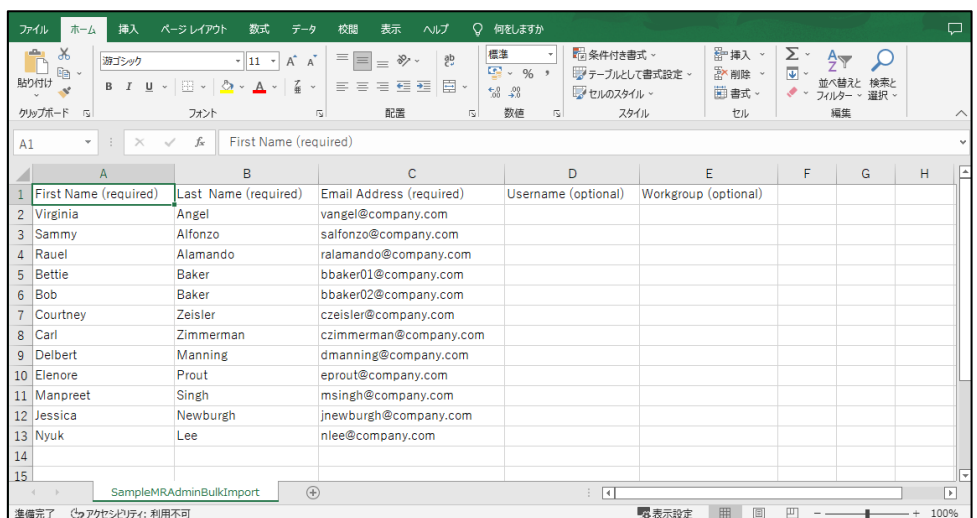 ファイル ホーム 挿入 ページ レイアウト 数式 データ 校閲 表示 ヘルプ 何をしますか
貼り付け 游ゴシック 11 A A ab 標準 条件付き書式 挿入 Σ
B I U A % , テーブルとして書式設定 削除 並べ替えと 検索と
セルのスタイル 書式 フィルター 選択
クリップボード フォント 配置 数値 スタイル セル 編集
A1 fx First Name (required)
A B C D E F G H
1 First Name (required) Last Name (required) Email Address (required) Username (optional) Workgroup (optional)
2 Virginia Angel vangel@company.com
3 Sammy Alfonzo salfonzo@company.com
4 Rauel Alamando ralamando@company.com
5 Bettie Baker bbaker01@company.com
6 Bob Baker bbaker02@company.com
7 Courtney Zeisler czeisler@company.com
8 Carl Zimmerman czimmerman@company.com
9 Delbert Manning dmanning@company.com
10 Elenore Prout eprout@company.com
11 Manpreet Singh msingh@company.com
12 Jessica Newburgh jnewburgh@company.com
13 Nyuk Lee nlee@company.com
14
15
SampleMRAdminBulkImport
準備完了 アクセシビリティ: 利用不可 表示設定 100%